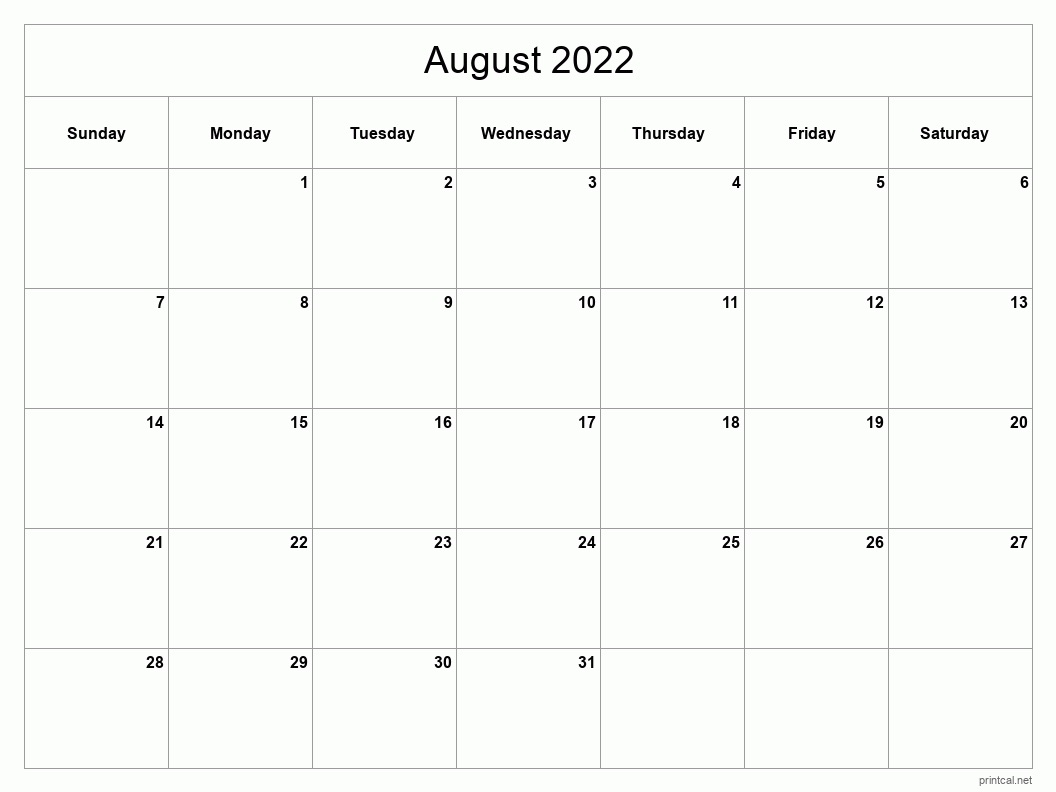 August 2022
Sunday Monday Tuesday Wednesday Thursday Friday Saturday
1 2 3 4 5 6
7 8 9 10 11 12 13
14 15 16 17 18 19 20
21 22 23 24 25 26 27
28 29 30 31
printcal.net